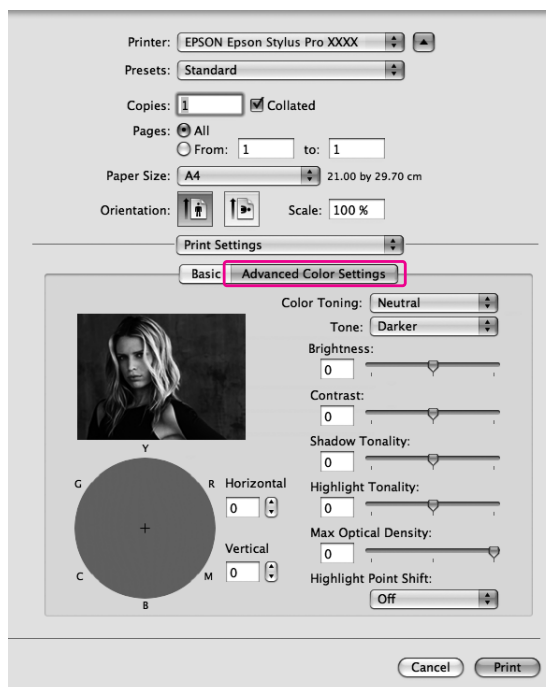 Printer: EPSON Epson Stylus Pro XXXX
Presets: Standard
Copies: 1 Collated
Pages: All
From: 1 to: 1
Paper Size: A4 21.00 by 29.70 cm
Orientation: Scale: 100 %
Print Settings
Basic Advanced Color Settings
Color Toning: Neutral
Tone: Darker
Brightness:
0
Contrast:
0
Shadow Tonality:
0
Highlight Tonality:
0
Max Optical Density:
0
Highlight Point Shift:
Off
Y
G R
C M
B
Horizontal
0
Vertical
0
Cancel Print